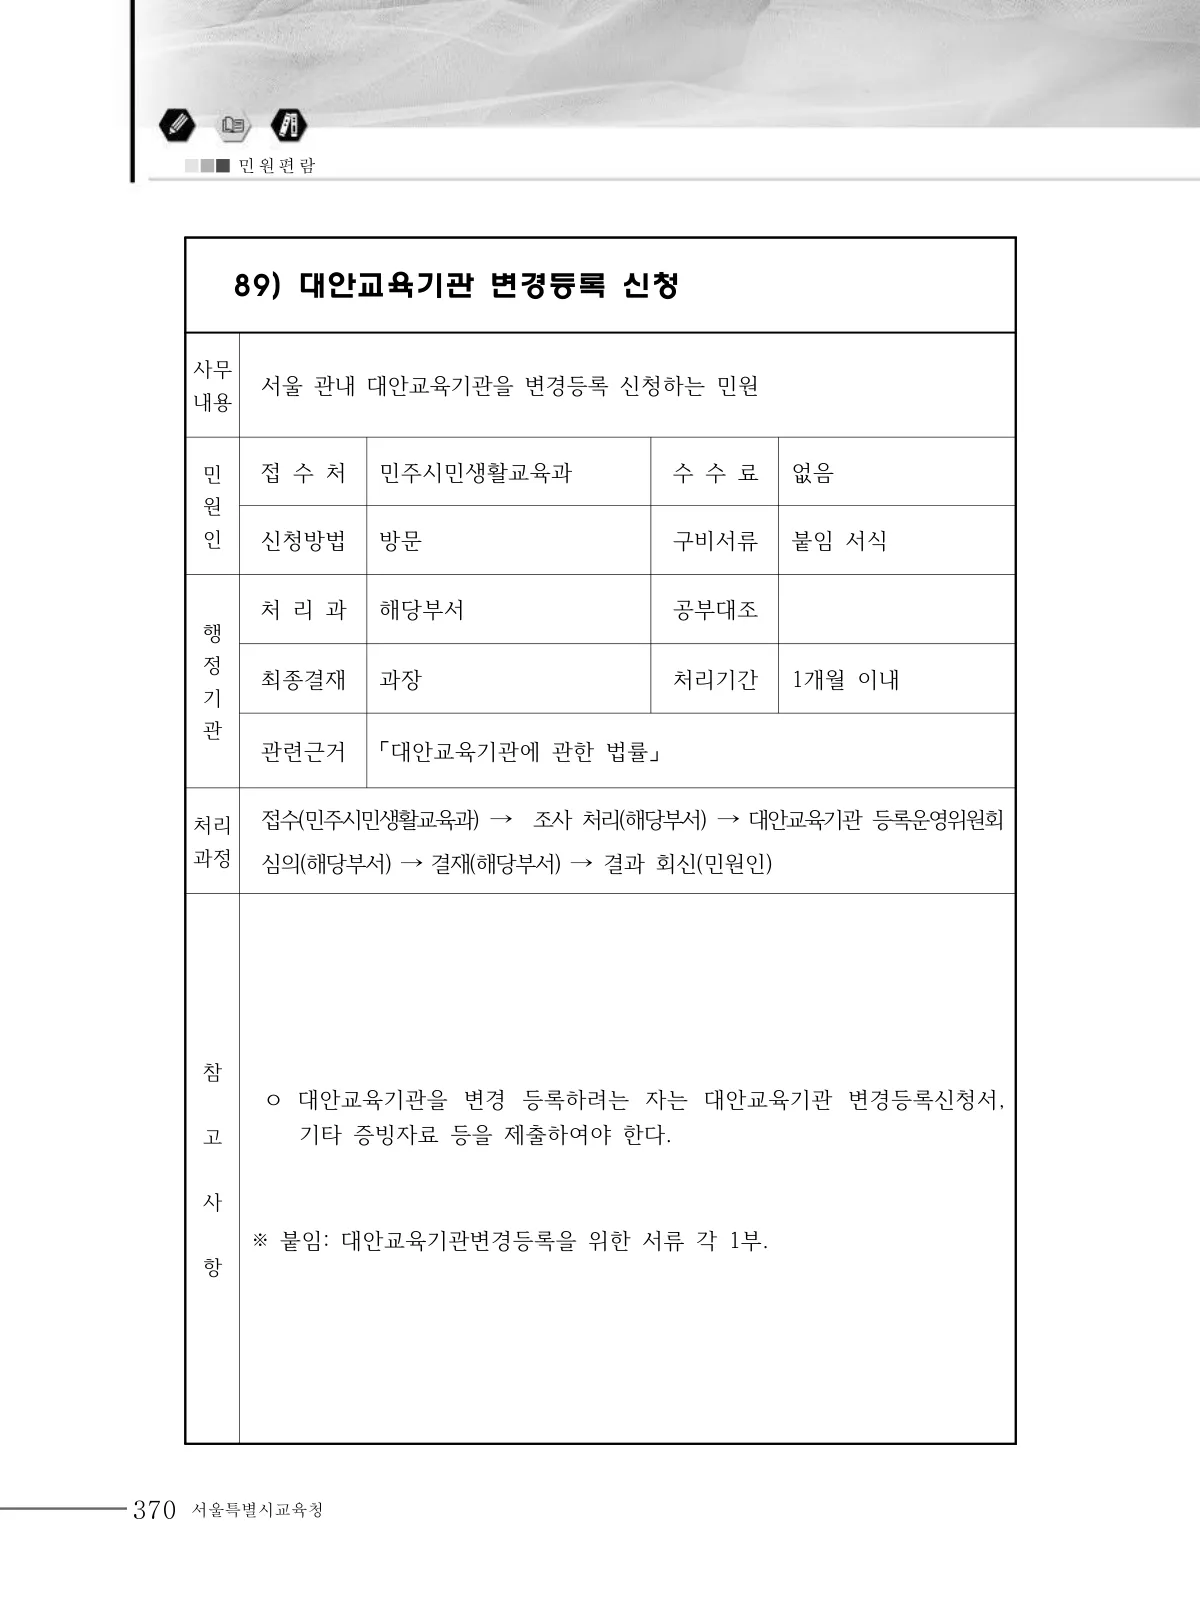 민원편람
89) 대안교육기관 변경등록 신청
사무
내용
서울 관내 대안교육기관을 변경등록 신청하는 민원
민
원
인
접 수 처
민주시민생활교육과
수 수 료
없음
신청방법
방문
구비서류
붙임 서식
행
정
기
관
처 리 과
해당부서
공부대조
최종결재
과장
처리기간
1개월 이내
관련근거
「대안교육기관에 관한 법률」
처리
과정
접수(민주시민생활교육과) → 조사 처리(해당부서) → 대안교육기관 등록운영위원회
심의(해당부서) → 결재(해당부서) → 결과 회신(민원인)
참
고
사
항
ㅇ 대안교육기관을 변경 등록하려는 자는 대안교육기관 변경등록신청서,
기타 증빙자료 등을 제출하여야 한다.
※ 붙임: 대안교육기관변경등록을 위한 서류 각 1부.
370 서울특별시교육청